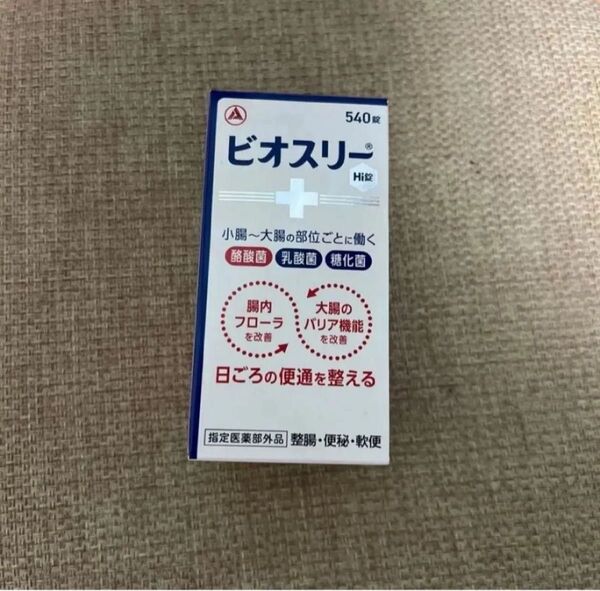 540錠
ビオスリー®
Hi錠
小腸〜大腸の部位ごとに働く
酪酸菌 乳酸菌 糖化菌
腸内
フローラ
を改善
大腸の
バリア機能
を改善
日ごろの便通を整える
指定医薬部外品 整腸・便秘・軟便